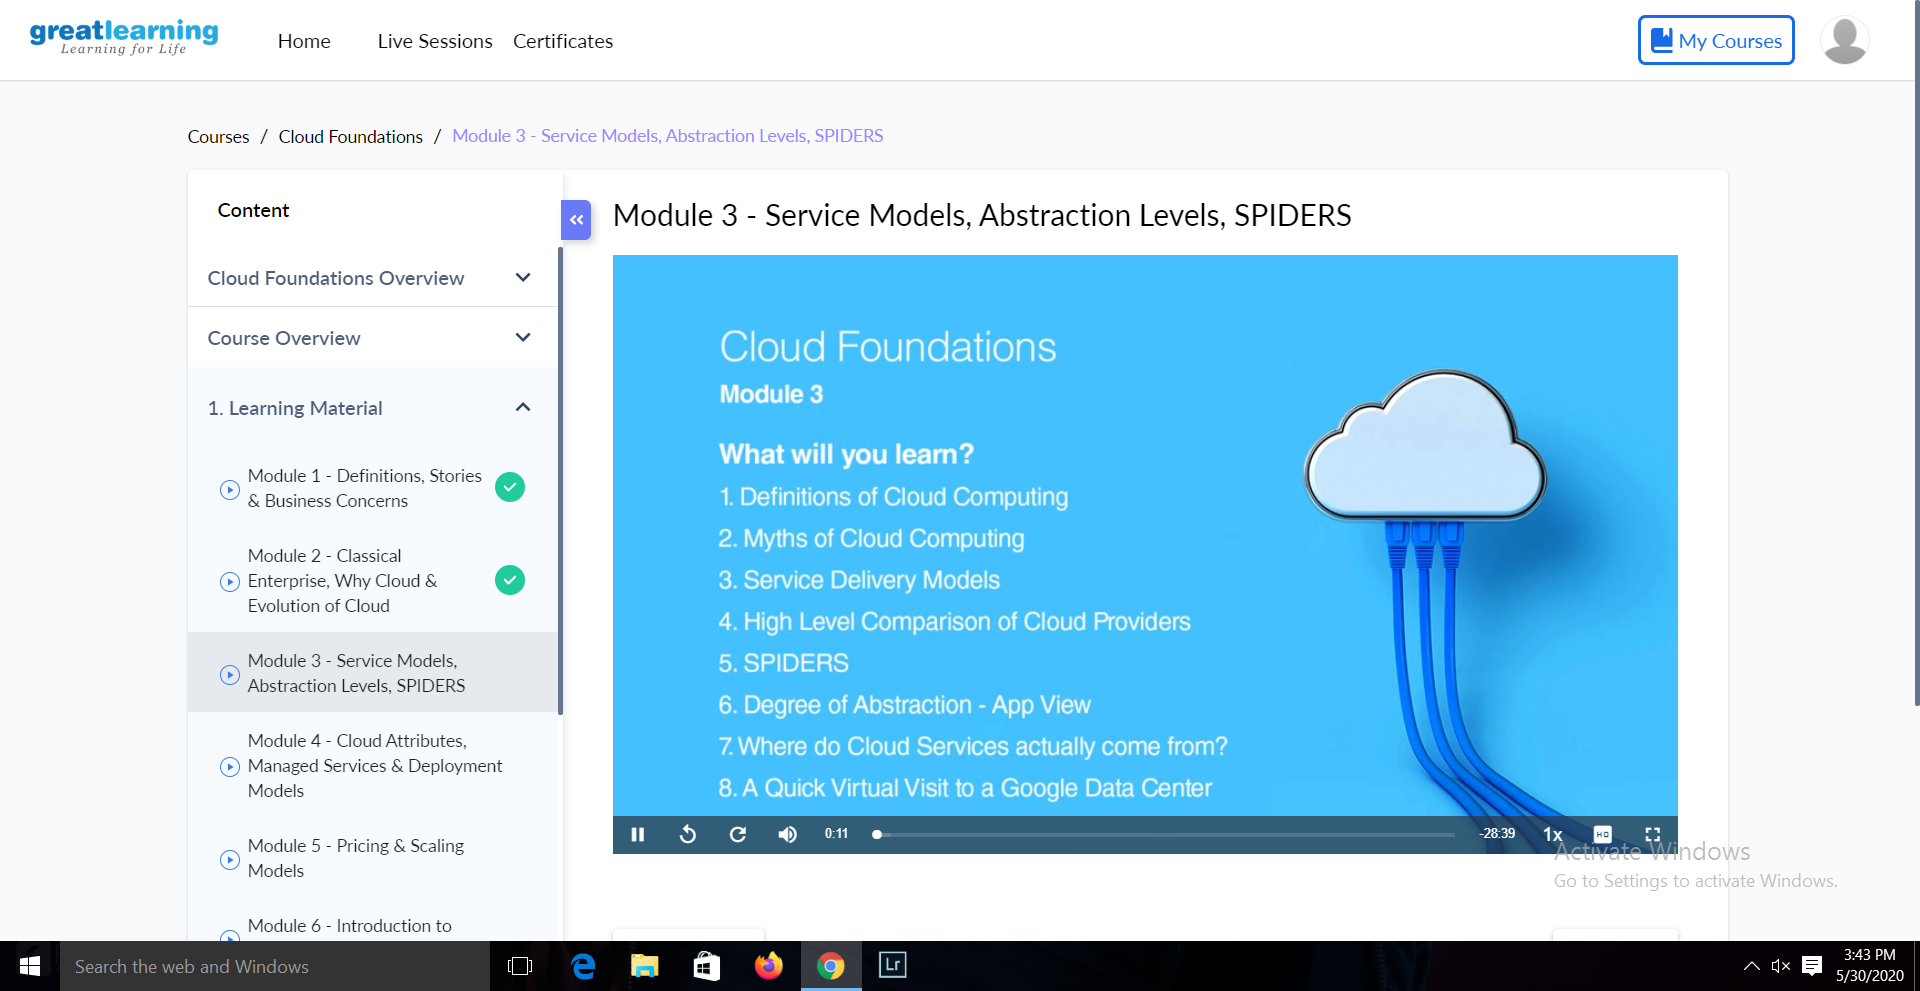 greatlearning
Learning for Life
Home
Live Sessions
Certificates
My Courses
Courses / Cloud Foundations / Module 3 - Service Models, Abstraction Levels, SPIDERS
Content
Cloud Foundations Overview
Course Overview
1. Learning Material
Module 1 - Definitions, Stories
& Business Concerns
Module 2 - Classical
Enterprise, Why Cloud &
Evolution of Cloud
Module 3 - Service Models,
Abstraction Levels, SPIDERS
Module 4 - Cloud Attributes,
Managed Services & Deployment
Models
Module 5 - Pricing & Scaling
Models
Module 6 - Introduction to
Module 3 - Service Models, Abstraction Levels, SPIDERS
Cloud Foundations
Module 3
What will you learn?
1. Definitions of Cloud Computing
2. Myths of Cloud Computing
3. Service Delivery Models
4. High Level Comparison of Cloud Providers
5. SPIDERS
6. Degree of Abstraction - App View
7. Where do Cloud Services actually come from?
8. A Quick Virtual Visit to a Google Data Center
0:11
-28:39
1x
HD
Activate Windows
Go to Settings to activate Windows.
Search the web and Windows
Lr
3:43 PM
5/30/2020